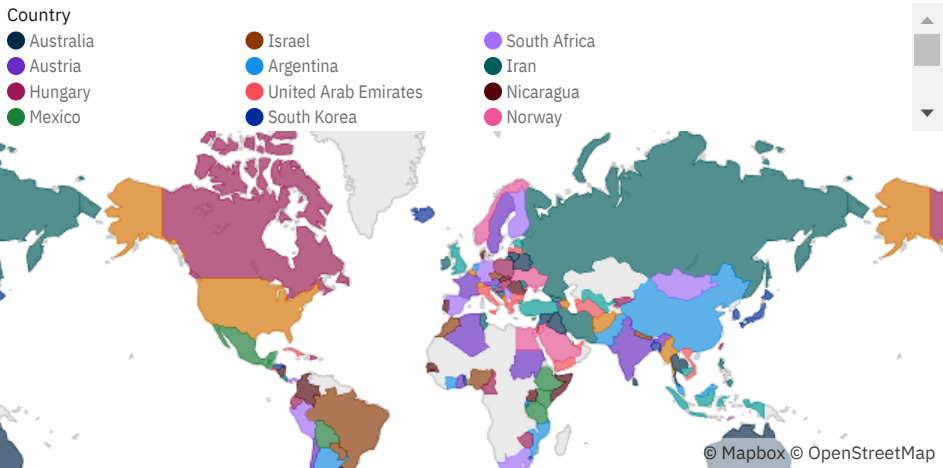 Country
Australia
Israel
South Africa
Austria
Argentina
Iran
Hungary
United Arab Emirates
Nicaragua
Mexico
South Korea
Norway
© Mapbox © OpenStreetMap